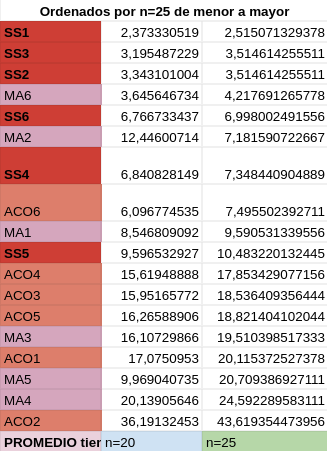 Ordenados por n=25 de menor a mayor
SS1 2,373330519 2,515071329378
SS3 3,195487229 3,514614255511
SS2 3,343101004 3,514614255511
MA6 3,645646734 4,217691265778
SS6 6,766733437 6,998002491556
MA2 12,44600714 7,181590722667
SS4 6,840828149 7,348440904889
ACO6 6,096774535 7,495502392711
MA1 8,546809092 9,590531339556
SS5 9,596532927 10,483220132445
ACO4 15,61948888 17,853429077156
ACO3 15,95165772 18,536409356444
ACO5 16,26588906 18,821404102044
MA3 16,10729866 19,510398517333
ACO1 17,0750953 20,115372527378
MA5 9,969040735 20,709386927111
MA4 20,13905646 24,592289583111
ACO2 36,19132453 43,619354473956
PROMEDIO tier n=20 n=25